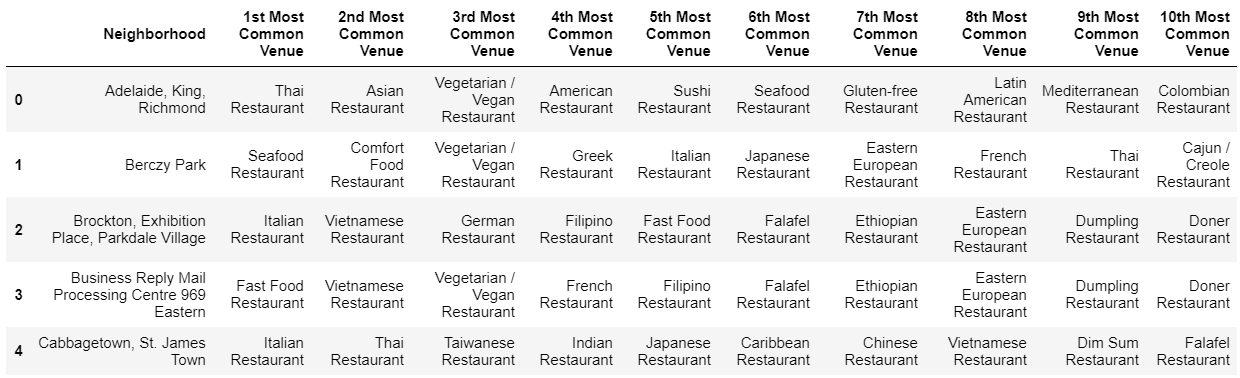 Neighborhood 1st Most Common Venue 2nd Most Common Venue 3rd Most Common Venue 4th Most Common Venue 5th Most Common Venue 6th Most Common Venue 7th Most Common Venue 8th Most Common Venue 9th Most Common Venue 10th Most Common Venue
0 Adelaide, King, Richmond Thai Restaurant Asian Restaurant Vegetarian / Vegan Restaurant American Restaurant Sushi Restaurant Seafood Restaurant Gluten-free Restaurant Latin American Restaurant Mediterranean Restaurant Colombian Restaurant
1 Berczy Park Seafood Restaurant Comfort Food Restaurant Vegetarian / Vegan Restaurant Greek Restaurant Italian Restaurant Japanese Restaurant Eastern European Restaurant French Restaurant Thai Restaurant Cajun / Creole Restaurant
2 Brockton, Exhibition Place, Parkdale Village Italian Restaurant Vietnamese Restaurant German Restaurant Filipino Restaurant Fast Food Restaurant Falafel Restaurant Ethiopian Restaurant Eastern European Restaurant Dumpling Restaurant Doner Restaurant
3 Business Reply Mail Processing Centre 969 Eastern Fast Food Restaurant Vietnamese Restaurant Vegetarian / Vegan Restaurant French Restaurant Filipino Restaurant Falafel Restaurant Ethiopian Restaurant Eastern European Restaurant Dumpling Restaurant Doner Restaurant
4 Cabbagetown, St. James Town Italian Restaurant Thai Restaurant Taiwanese Restaurant Indian Restaurant Japanese Restaurant Caribbean Restaurant Chinese Restaurant Vietnamese Restaurant Dim Sum Restaurant Falafel Restaurant